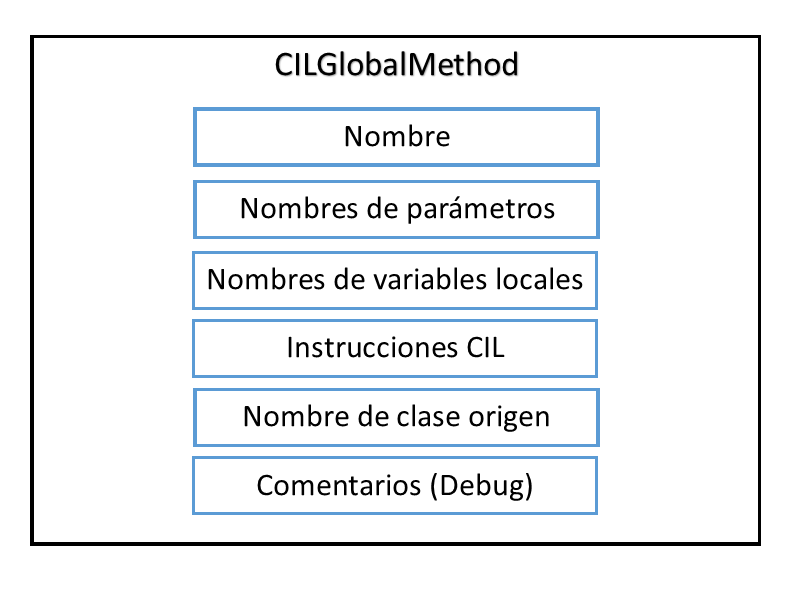 CILGlobalMethod
Nombre
Nombres de parámetros
Nombres de variables locales
Instrucciones CIL
Nombre de clase origen
Comentarios (Debug)